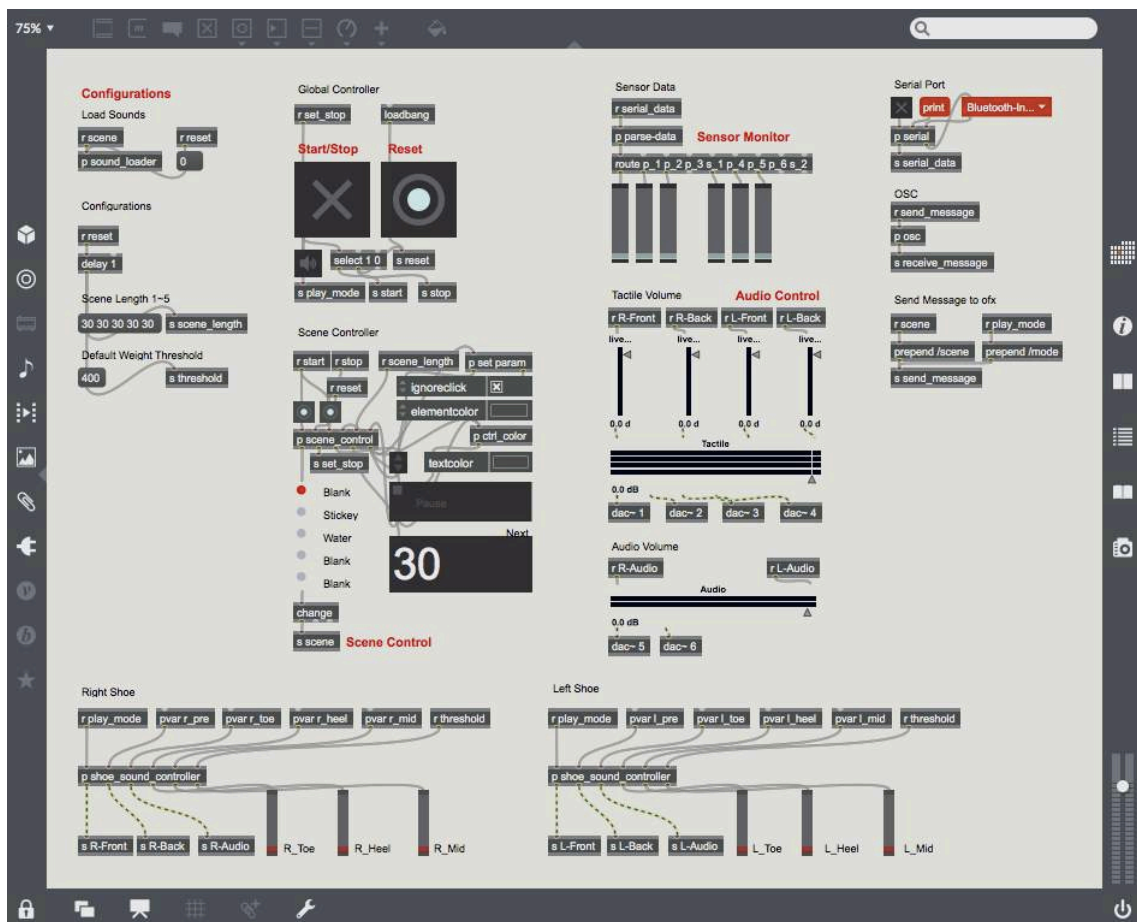 75%
Configurations
Load Sounds
r scene
r reset
p sound_loader
0
Configurations
r reset
delay 1
Scene Length 1~5
30 30 30 30 30
s scene_length
Default Weight Threshold
400
s threshold
Global Controller
r set_stop
loadbang
Start/Stop
Reset
select 1 0
s reset
s play_mode
s start
s stop
Scene Controller
r start
r stop
r scene_length
p set param
r reset
ignoreclick
elementcolor
p scene_control
p ctrl_color
s set_stop
textcolor
Blank
Pause
Stickey
Water
Next
Blank
30
Blank
change
s scene
Scene Control
Sensor Data
r serial_data
p parse-data
Sensor Monitor
route p_1 p_2 p_3 s_1 p_4 p_5 p_6 s_2
Tactile Volume
Audio Control
r R-Front
r R-Back
r L-Front
r L-Back
live...
live...
live...
live...
0.0 d
0.0 d
0.0 d
0.0 d
Tactile
0.0 dB
dac~ 1
dac~ 2
dac~ 3
dac~ 4
Audio Volume
r R-Audio
r L-Audio
Audio
0.0 dB
dac~ 5
dac~ 6
Serial Port
print
Bluetooth-In...
p serial
s serial_data
OSC
r send_message
p osc
s receive_message
Send Message to ofx
r scene
r play_mode
prepend /scene
prepend /mode
s send_message
Right Shoe
r play_mode
pvar r_pre
pvar r_toe
pvar r_heel
pvar r_mid
r threshold
p shoe_sound_controller
s R-Front
s R-Back
s R-Audio
R_Toe
R_Heel
R_Mid
Left Shoe
r play_mode
pvar l_pre
pvar l_toe
pvar l_heel
pvar l_mid
r threshold
p shoe_sound_controller
s L-Front
s L-Back
s L-Audio
L_Toe
L_Heel
L_Mid